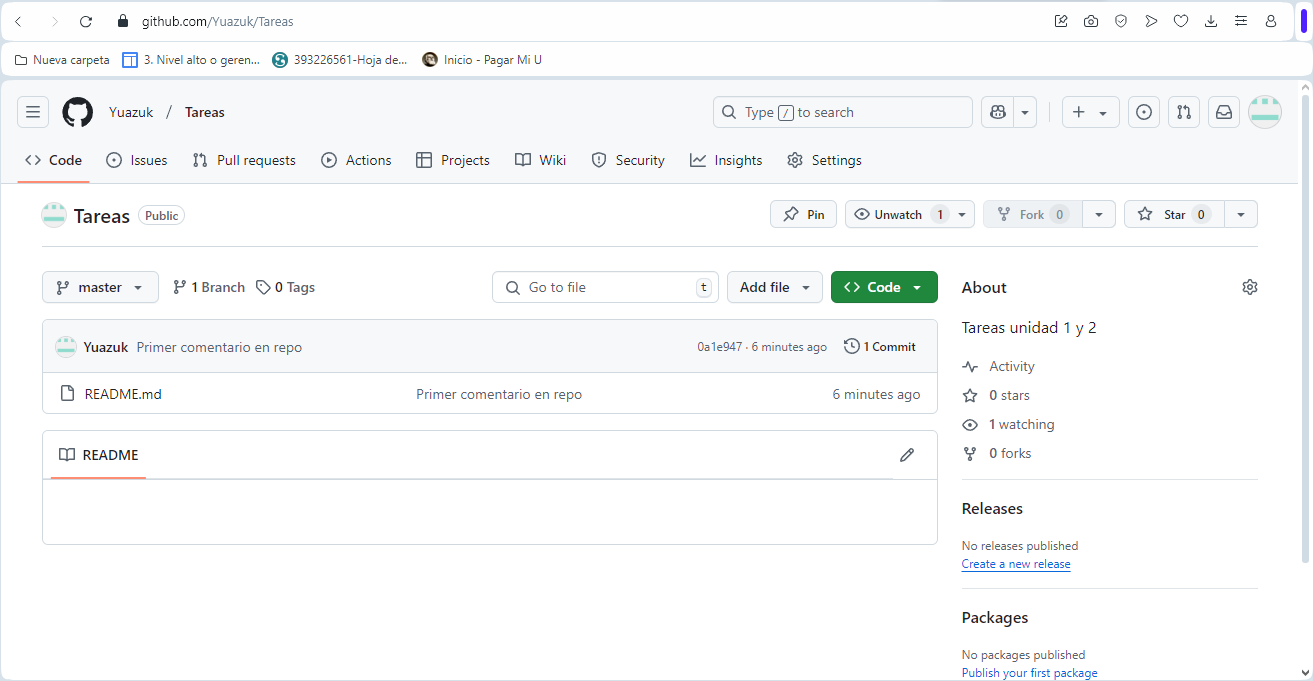 github.com/Yuazuk/Tareas
Nueva carpeta 3. Nivel alto o geren... 393226561-Hoja de... Inicio - Pagar Mi U
Yuazuk / Tareas Type / to search
Code Issues Pull requests Actions Projects Wiki Security Insights Settings
Tareas Public Pin Unwatch 1 Fork 0 Star 0
master 1 Branch 0 Tags Go to file t Add file Code
About
Tareas unidad 1 y 2
Yuazuk Primer comentario en repo 0a1e947 · 6 minutes ago 1 Commit
README.md Primer comentario en repo 6 minutes ago
README
Activity
0 stars
1 watching
0 forks
Releases
No releases published
Create a new release
Packages
No packages published
Publish your first package